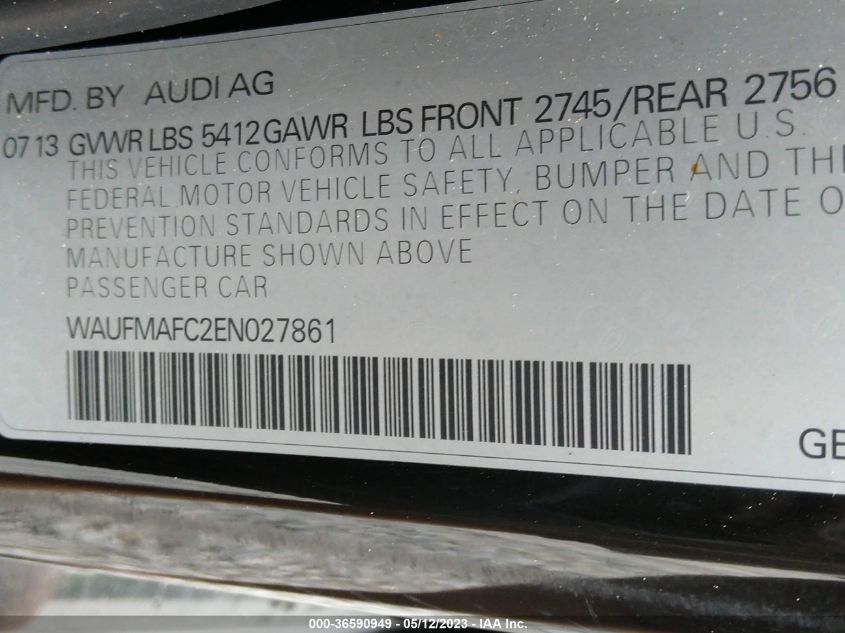 MFD. BY AUDI AG
07 13 GVWR LBS 5412 GAWR LBS FRONT 2745/REAR 2756
THIS VEHICLE CONFORMS TO ALL APPLICABLE U.S.
FEDERAL MOTOR VEHICLE SAFETY, BUMPER AND
PREVENTION STANDARDS IN EFFECT ON THE DATE
MANUFACTURE SHOWN ABOVE
PASSENGER CAR
WAUFMAFC2EN027861
000-36590949 - 05/12/2023 - IAA Inc.